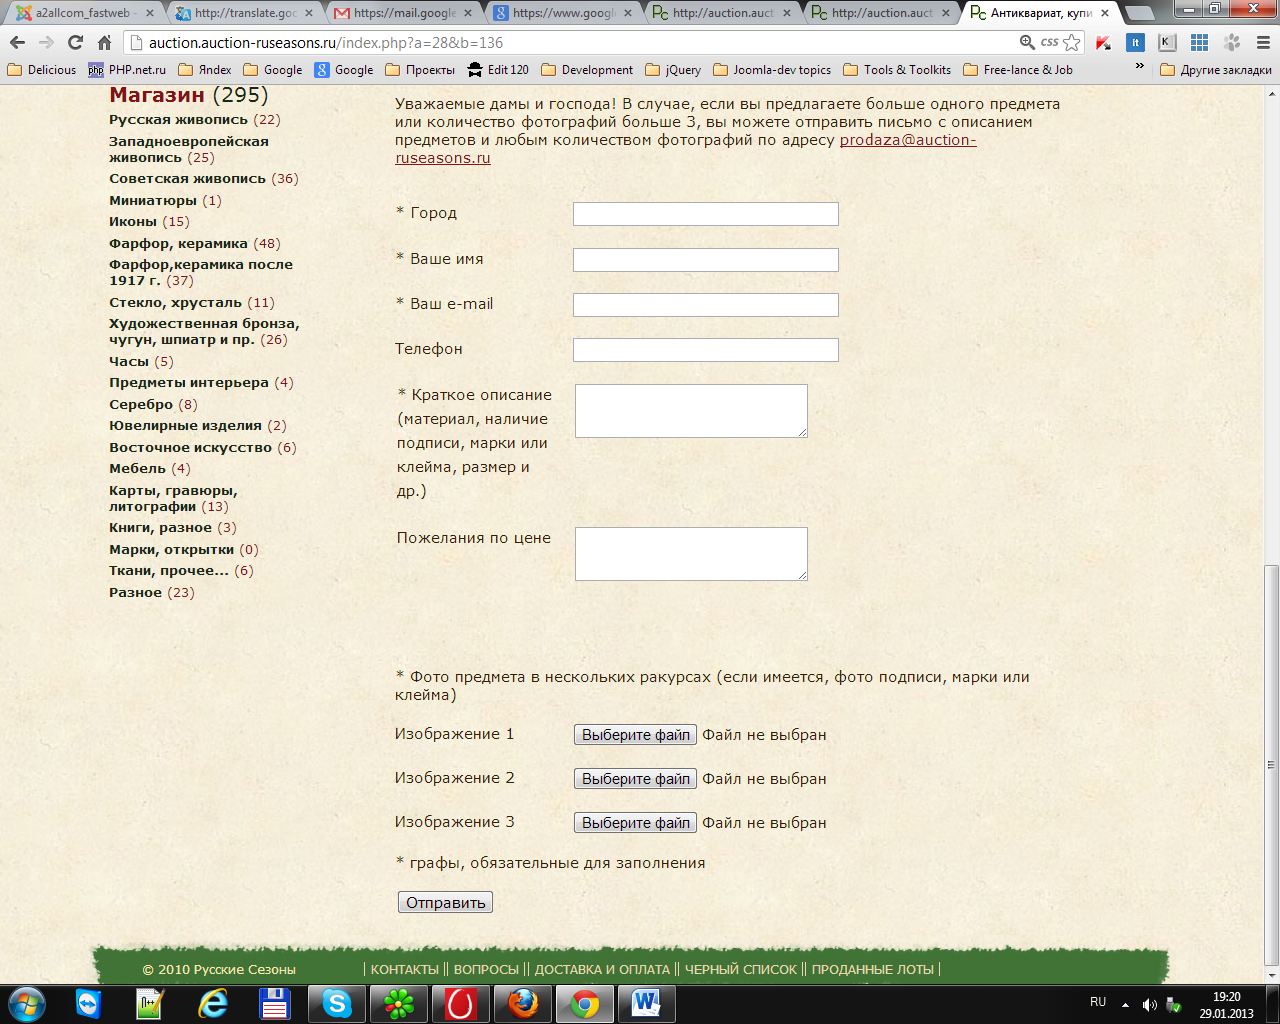 a2allcom_fastweb -
http://translate.goo
https://mail.google
https://www.googl
http://auction.auct
http://auction.auct
Антиквариат, купи
auction.auction-ruseasons.ru/index.php?a=28&b=136
Delicious
PHP.net.ru
Яndex
Google
Google
Проекты
Edit 120
Development
jQuery
Joomla-dev topics
Tools & Toolkits
Free-lance & Job
»
Другие закладки
Магазин (295)
Русская живопись (22)
Западноевропейская
живопись (25)
Советская живопись (36)
Миниатюры (1)
Иконы (15)
Фарфор, керамика (48)
Фарфор,керамика после
1917 г. (37)
Стекло, хрусталь (11)
Художественная бронза,
чугун, шпиатр и пр. (26)
Часы (5)
Предметы интерьера (4)
Серебро (8)
Ювелирные изделия (2)
Восточное искусство (6)
Мебель (4)
Карты, гравюры,
литографии (13)
Книги, разное (3)
Марки, открытки (0)
Ткани, прочее... (6)
Разное (23)
Уважаемые дамы и господа! В случае, если вы предлагаете больше одного предмета
или количество фотографий больше 3, вы можете отправить письмо с описанием
предметов и любым количеством фотографий по адресу prodaza@auction-
ruseasons.ru
* Город
* Ваше имя
* Ваш e-mail
Телефон
* Краткое описание
(материал, наличие
подписи, марки или
клейма, размер и
др.)
Пожелания по цене
* Фото предмета в нескольких ракурсах (если имеется, фото подписи, марки или
клейма)
Изображение 1 Выберите файл Файл не выбран
Изображение 2 Выберите файл Файл не выбран
Изображение 3 Выберите файл Файл не выбран
* графы, обязательные для заполнения
Отправить
© 2010 Русские Сезоны
| КОНТАКТЫ || ВОПРОСЫ || ДОСТАВКА И ОПЛАТА || ЧЕРНЫЙ СПИСОК || ПРОДАННЫЕ ЛОТЫ |
RU
19:20
29.01.2013